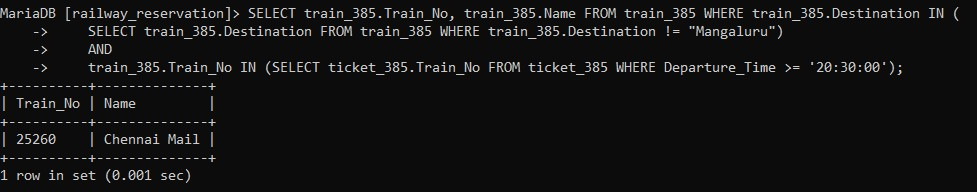 MariaDB [railway_reservation]> SELECT train_385.Train_No, train_385.Name FROM train_385 WHERE train_385.Destination IN (
    ->     SELECT train_385.Destination FROM train_385 WHERE train_385.Destination != "Mangaluru")
    ->     AND
    ->     train_385.Train_No IN (SELECT ticket_385.Train_No FROM ticket_385 WHERE Departure_Time >= '20:30:00');
+----------+--------------+
| Train_No | Name         |
+----------+--------------+
| 25260    | Chennai Mail |
+----------+--------------+
1 row in set (0.001 sec)